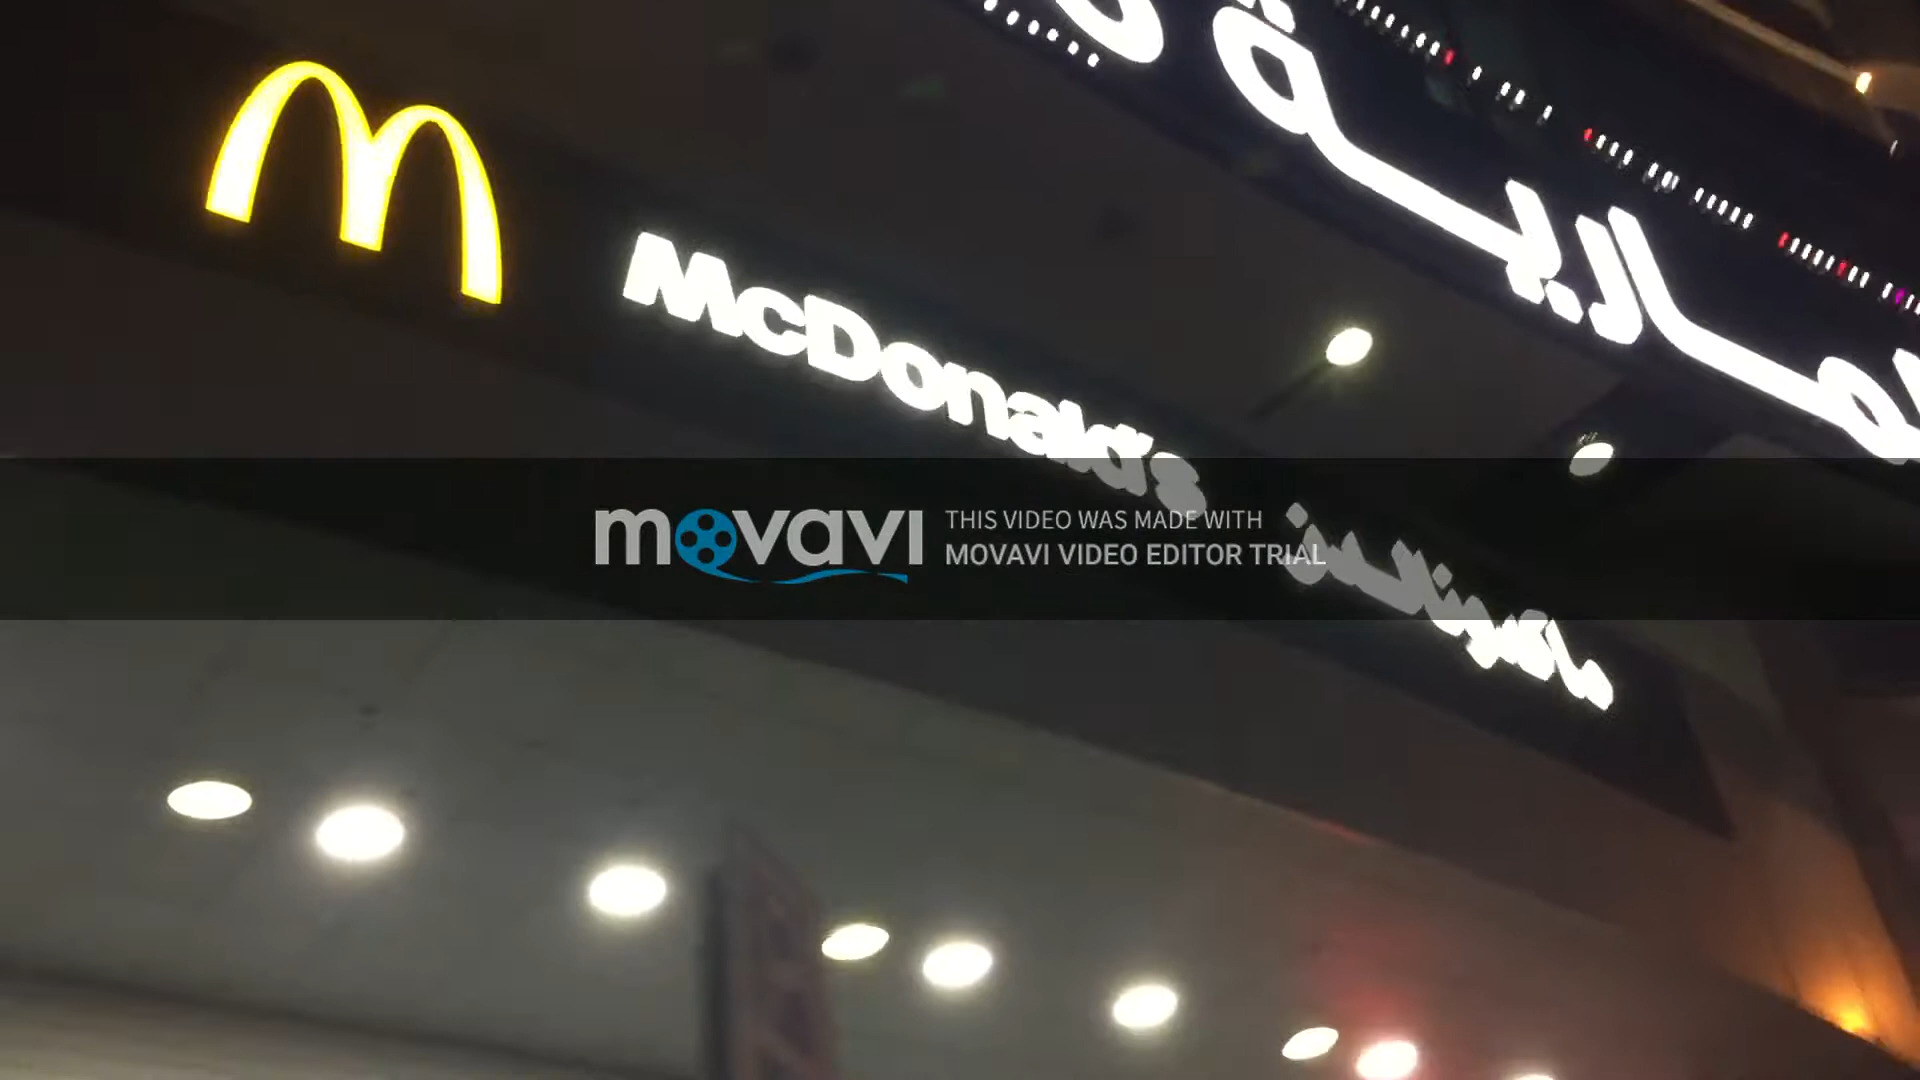 McDonald's
ماكدونالدز
movavi
THIS VIDEO WAS MADE WITH
MOVAVI VIDEO EDITOR TRIAL